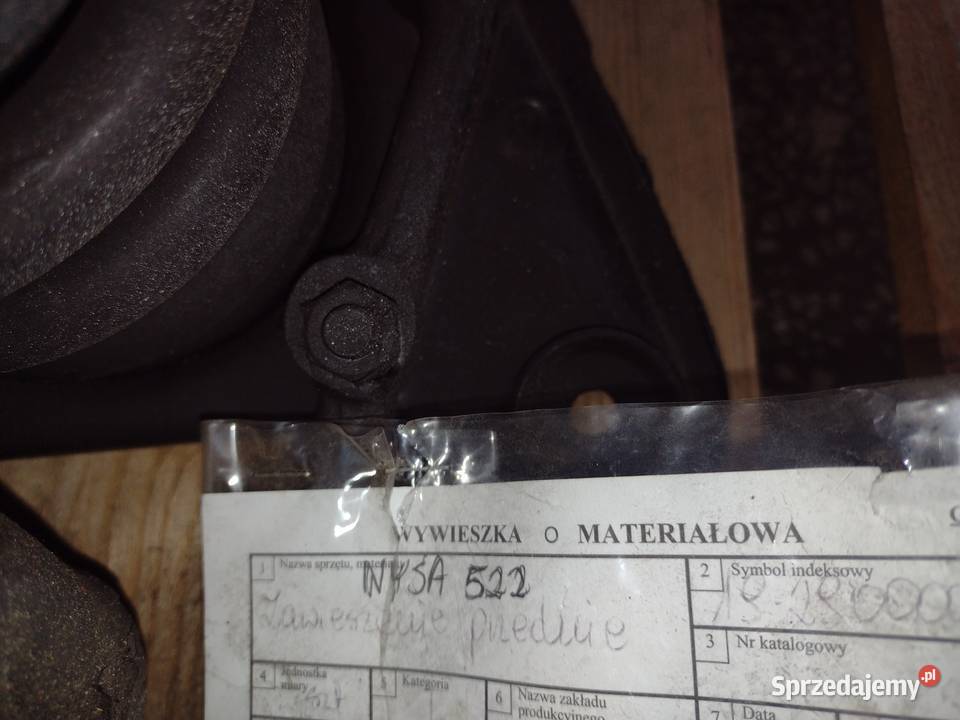 WYWIESZKA O MATERIAŁOWA
1 Nazwa sprzętu, materiału
NYSA 522
Zawieszenie przednie
2 Symbol indeksowy
3 Nr katalogowy
4 Jednostka miary
szt
5 Kategoria
6 Nazwa zakładu produkcyjnego
7 Data
Sprzedajemy.pl